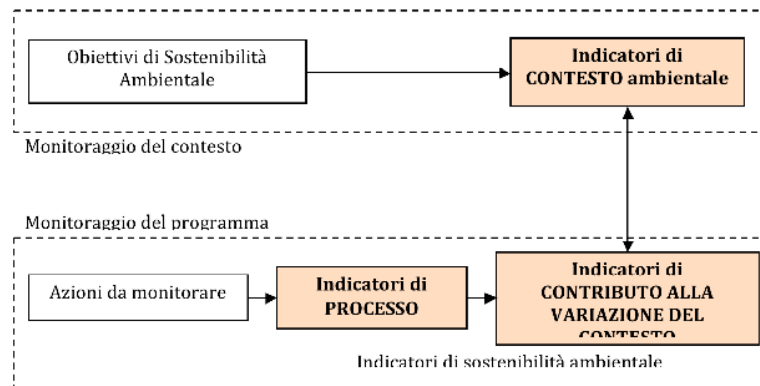 Obiettivi di Sostenibilità
Ambientale
Indicatori di
CONTESTO ambientale
Monitoraggio del contesto
Monitoraggio del programma
Azioni da monitorare
Indicatori di
PROCESSO
Indicatori di
CONTRIBUTO ALLA
VARIAZIONE DEL
CONTESTO
Indicatori di sostenibilità ambientale